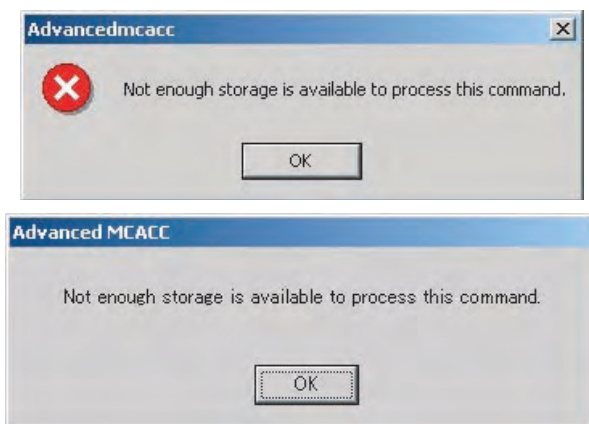 Advancedmcacc
Not enough storage is available to process this command.
OK
Advanced MCACC
Not enough storage is available to process this command.
OK